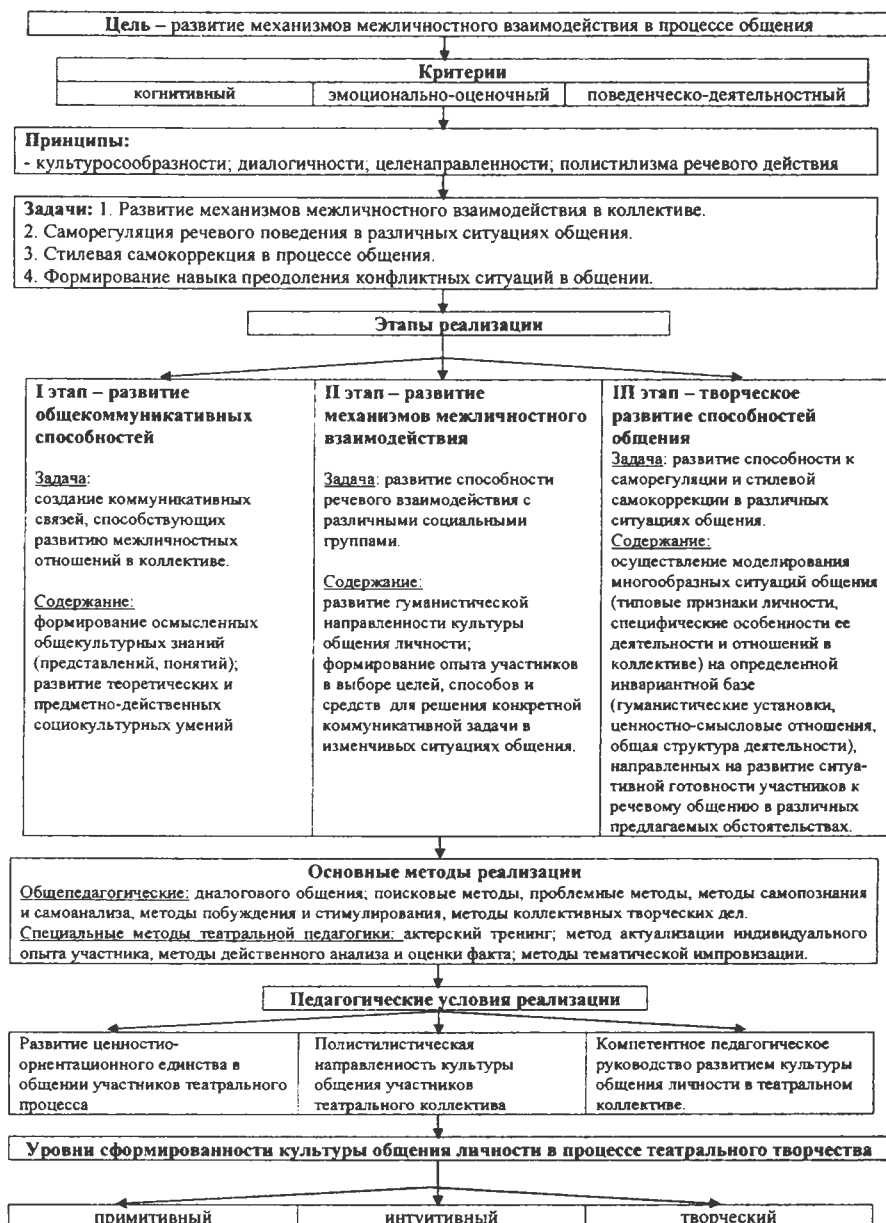 Цель – развитие механизмов межличностного взаимодействия в процессе общения
Критерии
когнитивный
эмоционально-оценочный
поведенческо-деятельностный
Принципы:
- культуросообразности; диалогичности; целенаправленности; полистилизма речевого действия
Задачи: 1. Развитие механизмов межличностного взаимодействия в коллективе.
2. Саморегуляция речевого поведения в различных ситуациях общения.
3. Стилевая самокоррекция в процессе общения.
4. Формирование навыка преодоления конфликтных ситуаций в общении.
Этапы реализации
I этап – развитие
общекоммуникативных
способностей
Задача:
создание коммуникативных
связей, способствующих
развитию межличностных
отношений в коллективе.
Содержание:
формирование осмысленных
общекультурных знаний
(представлений, понятий);
развитие теоретических и
предметно-действенных
социокультурных умений
II этап – развитие
механизмов межличностного
взаимодействия
Задача: развитие способности
речевого взаимодействия с
различными социальными
группами.
Содержание:
развитие гуманистической
направленности культуры
общения личности;
формирование опыта участников
в выборе целей, способов и
средств для решения конкретной
коммуникативной задачи в
изменчивых ситуациях общения.
III этап – творческое
развитие способностей
общения
Задача: развитие способности к
саморегуляции и стилевой
самокоррекции в различных
ситуациях общения.
Содержание:
осуществление моделирования
многообразных ситуаций общения
(типовые признаки личности,
специфические особенности ее
деятельности и отношений в
коллективе) на определенной
инвариантной базе
(гуманистические установки,
ценностно-смысловые отношения,
общая структура деятельности),
направленных на развитие ситуа-
тивной готовности участников к
речевому общению в различных
предлагаемых обстоятельствах.
Основные методы реализации
Общепедагогические: диалогового общения; поисковые методы, проблемные методы, методы самопознания
и самоанализа, методы побуждения и стимулирования, методы коллективных творческих дел.
Специальные методы театральной педагогики: актерский тренинг; метод актуализации индивидуального
опыта участника, методы действенного анализа и оценки факта; методы тематической импровизации.
Педагогические условия реализации
Развитие ценностно-
ориентационного единства в
общении участников театрального
процесса
Полистилистическая
направленность культуры
общения участников
театрального коллектива
Компетентное педагогическое
руководство развитием культуры
общения личности в театральном
коллективе.
Уровни сформированности культуры общения личности в процессе театрального творчества
примитивный
интуитивный
творческий